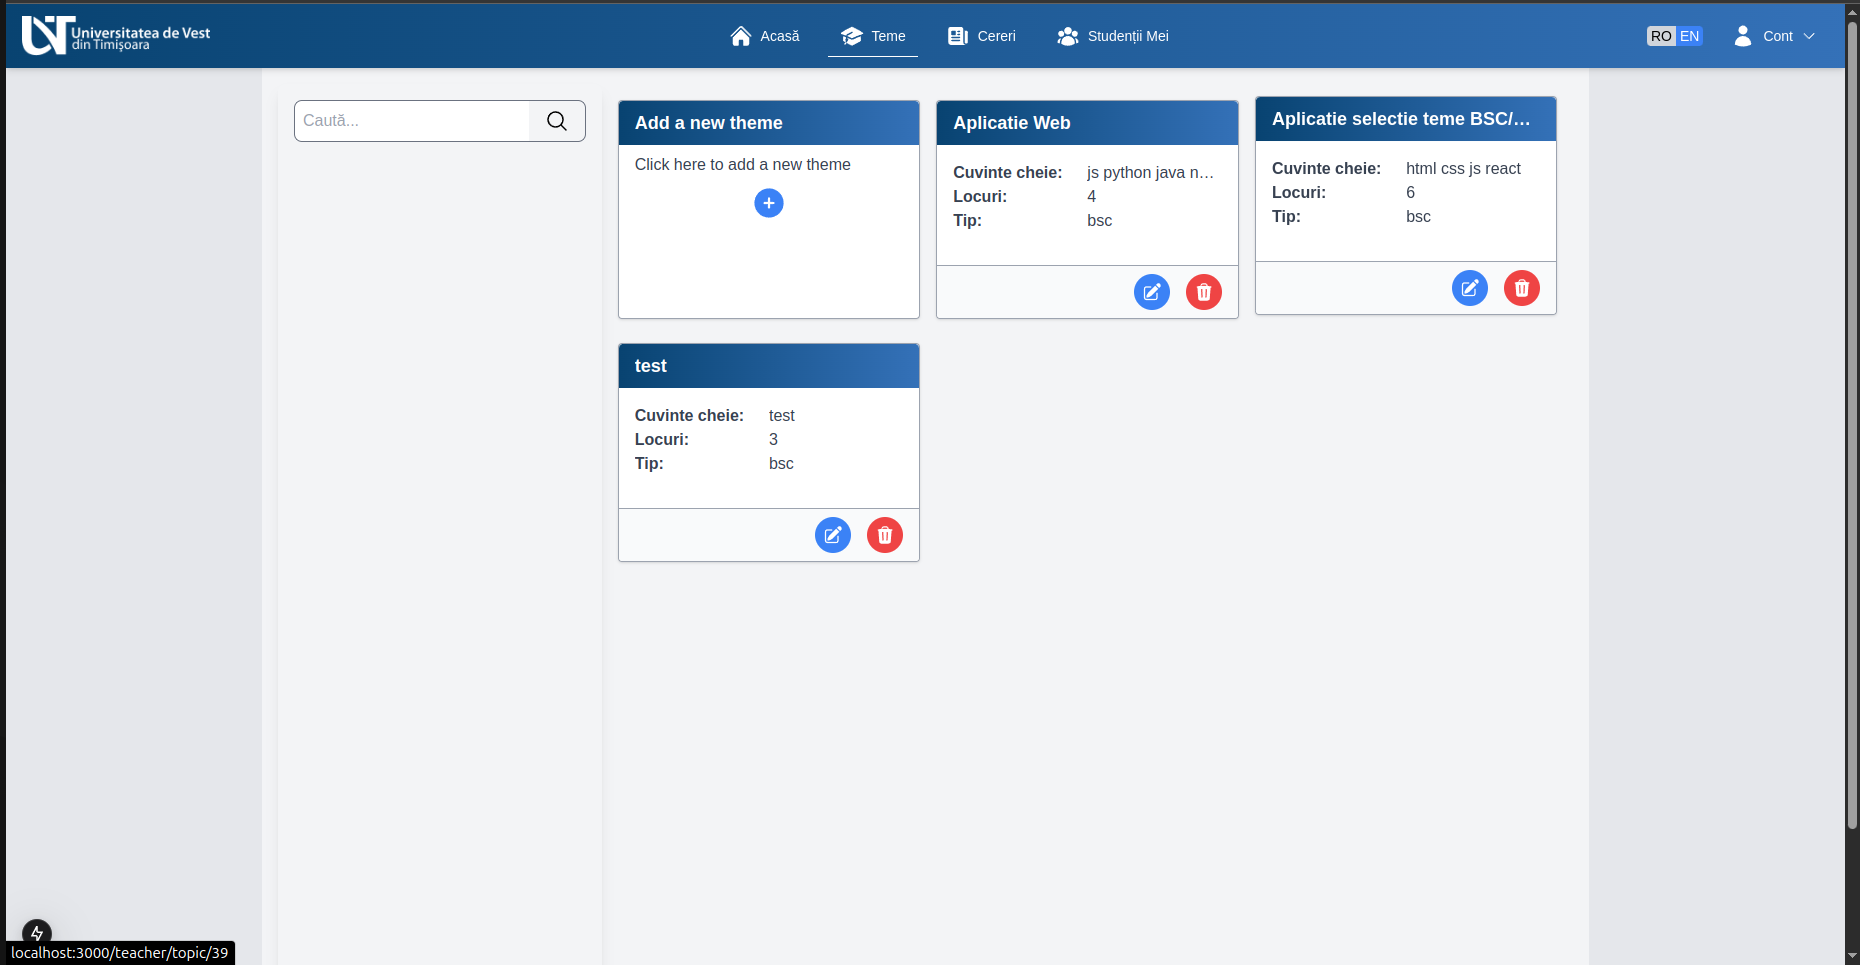 Universitatea de Vest
din Timișoara
Acasă
Teme
Cereri
Studenții Mei
RO EN
Cont
Caută...
Add a new theme
Click here to add a new theme
Aplicatie Web
Cuvinte cheie: js python java n...
Locuri: 4
Tip: bsc
Aplicatie selectie teme BSC/...
Cuvinte cheie: html css js react
Locuri: 6
Tip: bsc
test
Cuvinte cheie: test
Locuri: 3
Tip: bsc
localhost:3000/teacher/topic/39